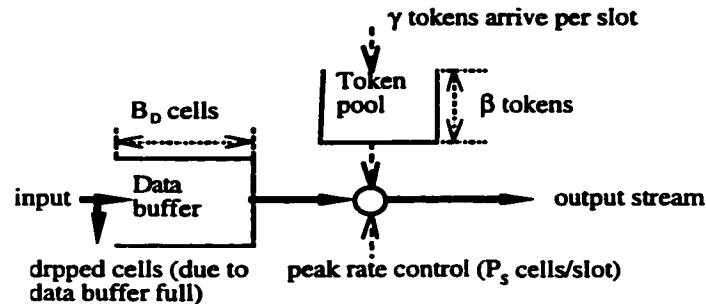 γ tokens arrive per slot
Token
pool
β tokens
B_D cells
input
Data
buffer
output stream
drpped cells (due to
data buffer full)
peak rate control (P_S cells/slot)